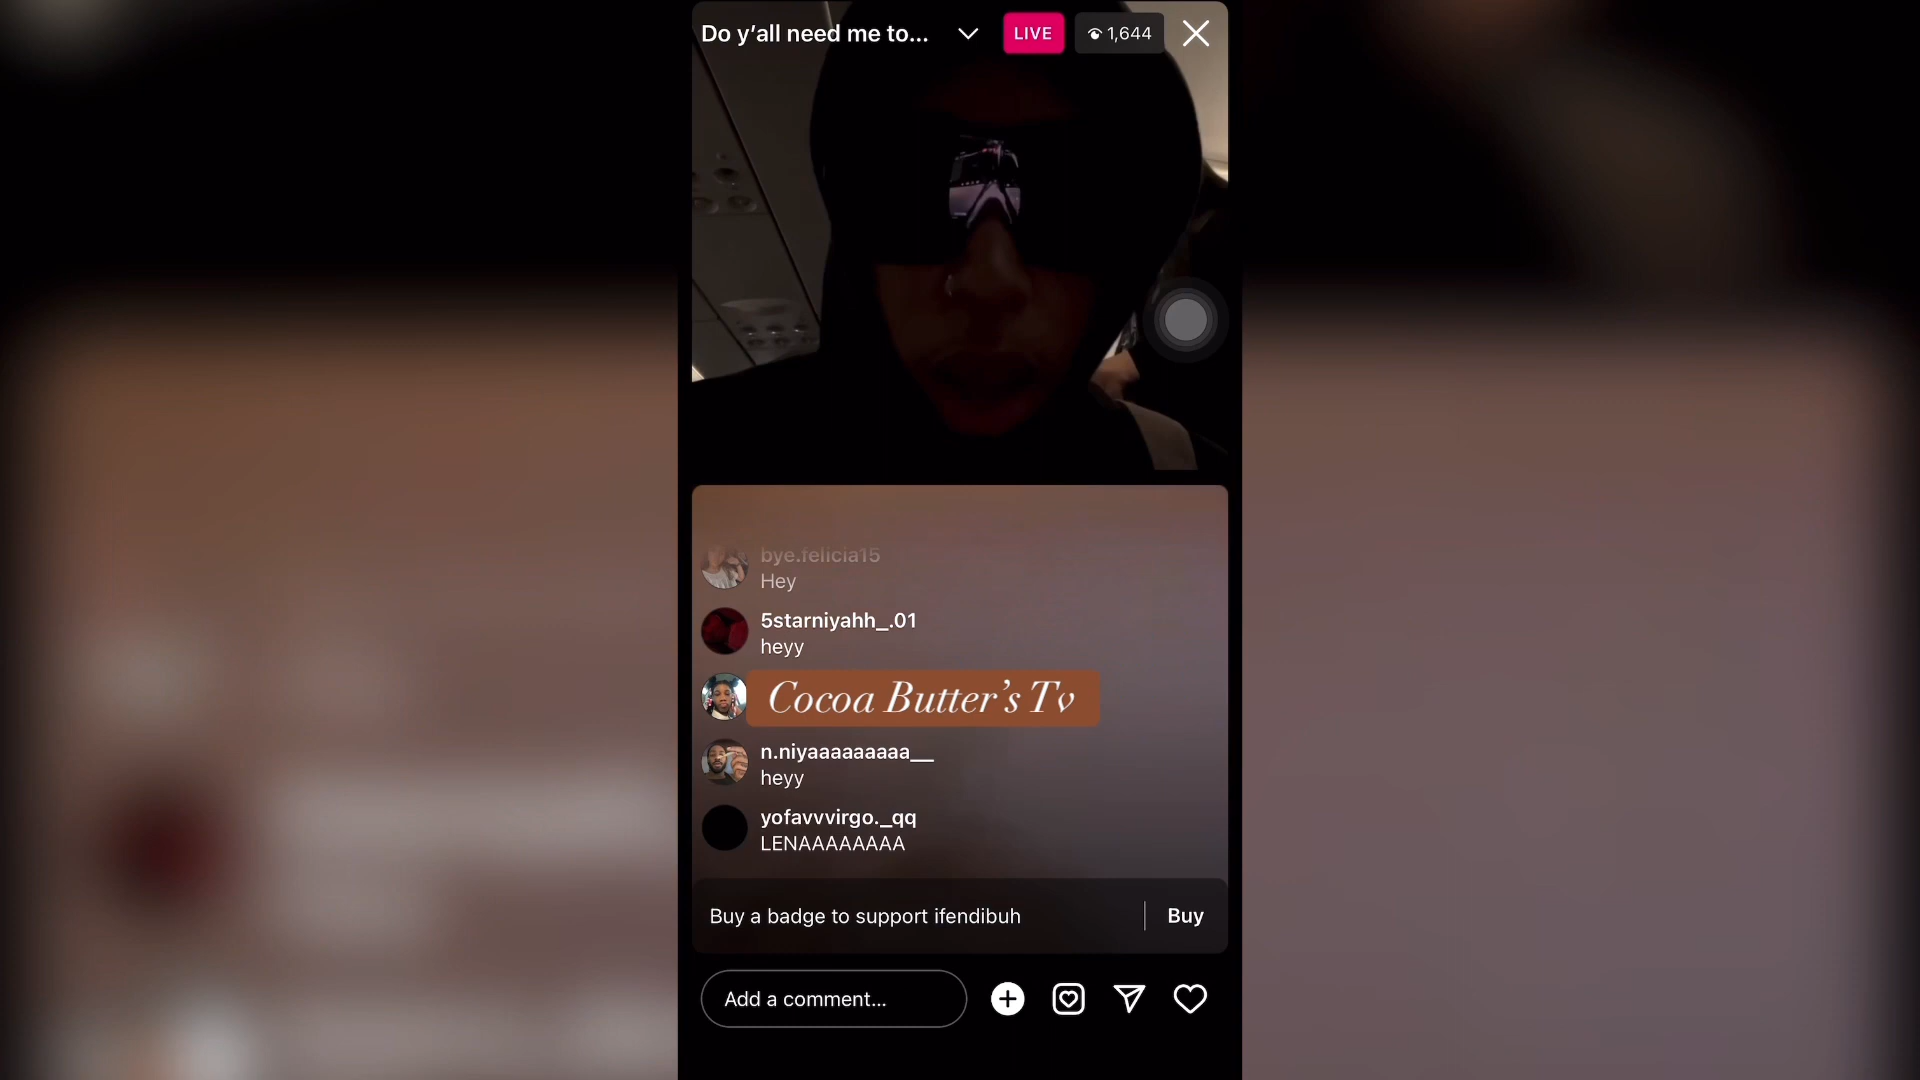 Do y’all need me to...
LIVE
1,644
bye.felicia15
Hey
5starniyahh_.01
heyy
Cocoa Butter’s Tv
n.niyaaaaaaaaa__
heyy
yofavvvirgo._qq
LENAAAAAAAA
Buy a badge to support ifendibuh
Buy
Add a comment...